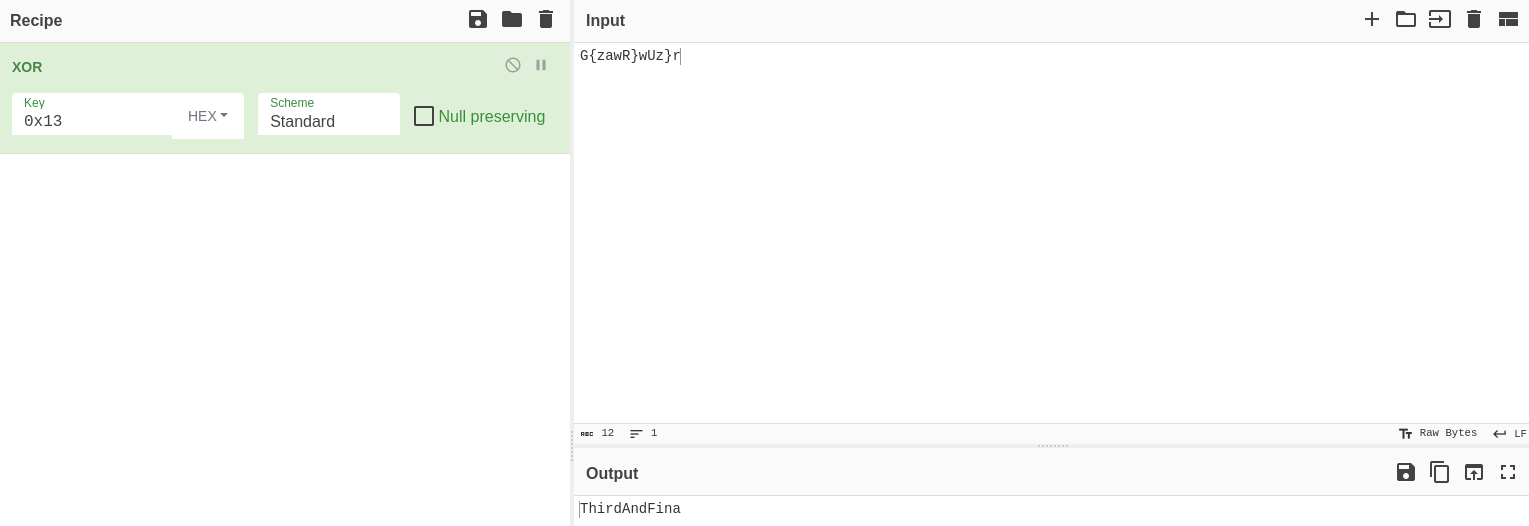 Recipe
XOR
Key
0x13
HEX
Scheme
Standard
Null preserving
Input
G{zawR}wUz}r
ABC 12
1
Raw Bytes
LF
Output
ThirdAndFina